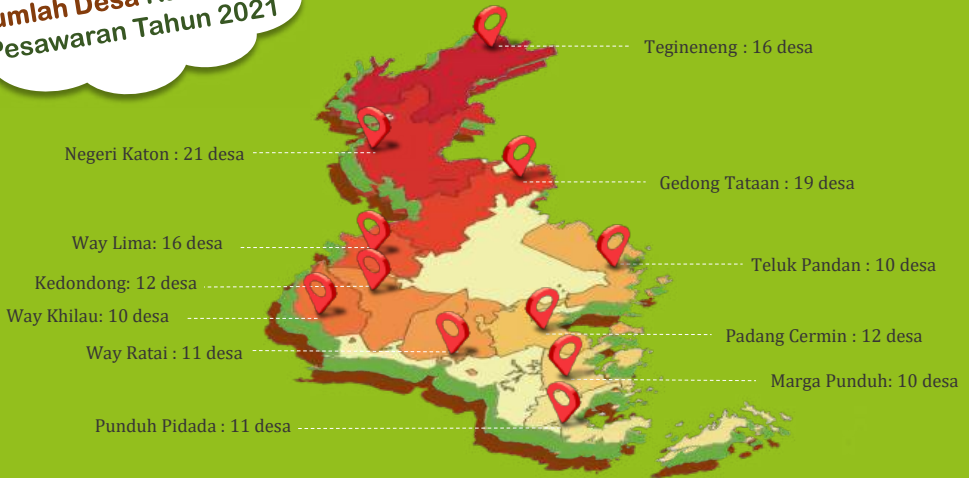 Desa
Pesawaran Tahun 2021
Tegineneng : 16 desa
Negeri Katon : 21 desa
Gedong Tataan : 19 desa
Way Lima: 16 desa
Teluk Pandan : 10 desa
Kedondong: 12 desa
Way Khilau: 10 desa
Padang Cermin : 12 desa
Way Ratai : 11 desa
Marga Punduh: 10 desa
Punduh Pidada : 11 desa